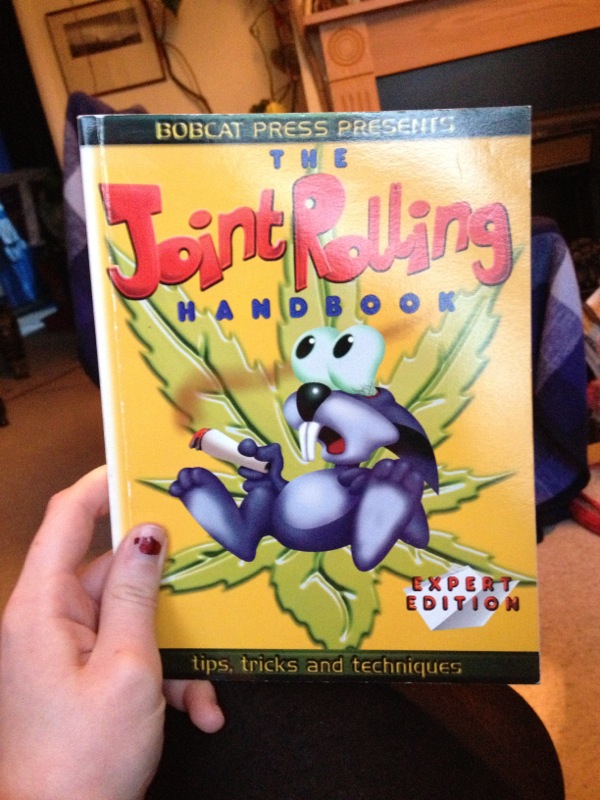 BOBCAT PRESS PRESENTS
THE
Joint Rolling
HANDBOOK
EXPERT
EDITION
tips, tricks and techniques